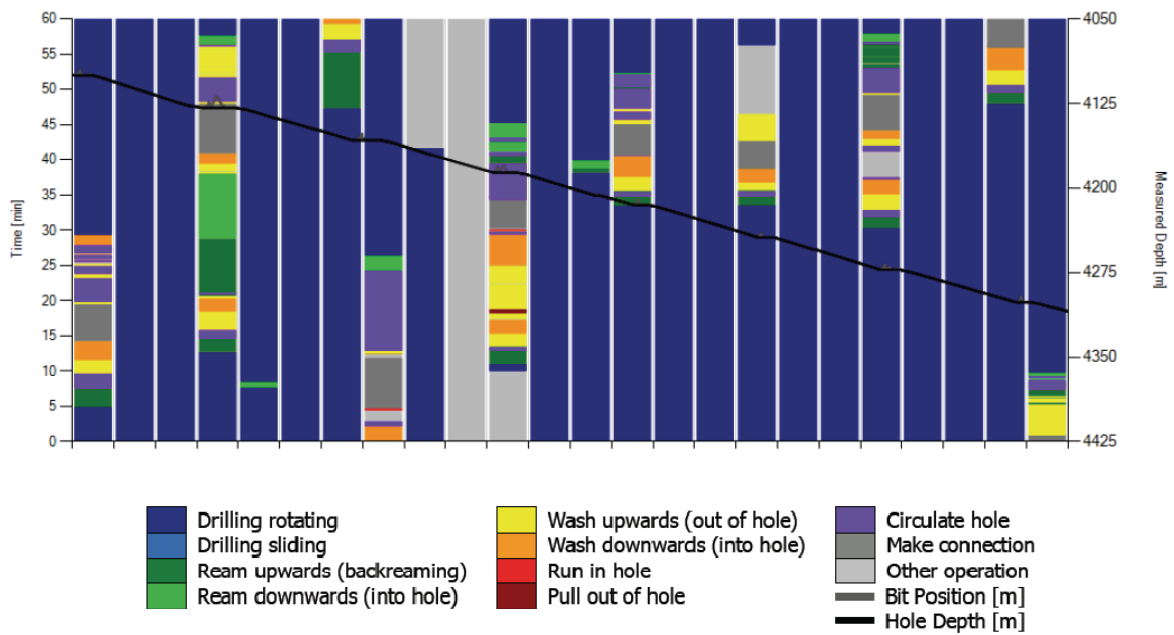 60
55
50
45
40
35
30
25
20
15
10
5
0
Time [min]
4050
4125
4200
4275
4350
4425
Measured Depth [m]
Drilling rotating
Drilling sliding
Ream upwards (backreaming)
Ream downwards (into hole)
Wash upwards (out of hole)
Wash downwards (into hole)
Run in hole
Pull out of hole
Circulate hole
Make connection
Other operation
Bit Position [m]
Hole Depth [m]